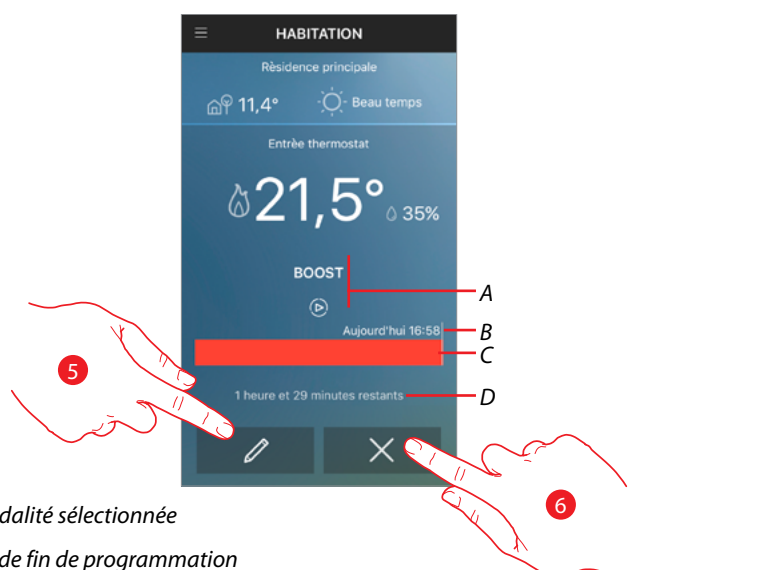 HABITATION
Rèsidence principale
11,4° Beau temps
Entrèe thermostat
21,5° 35%
BOOST
A
Aujourd'hui 16:58
B
C
1 heure et 29 minutes restants
D
5
6
dalité sélectionnée
de fin de programmation